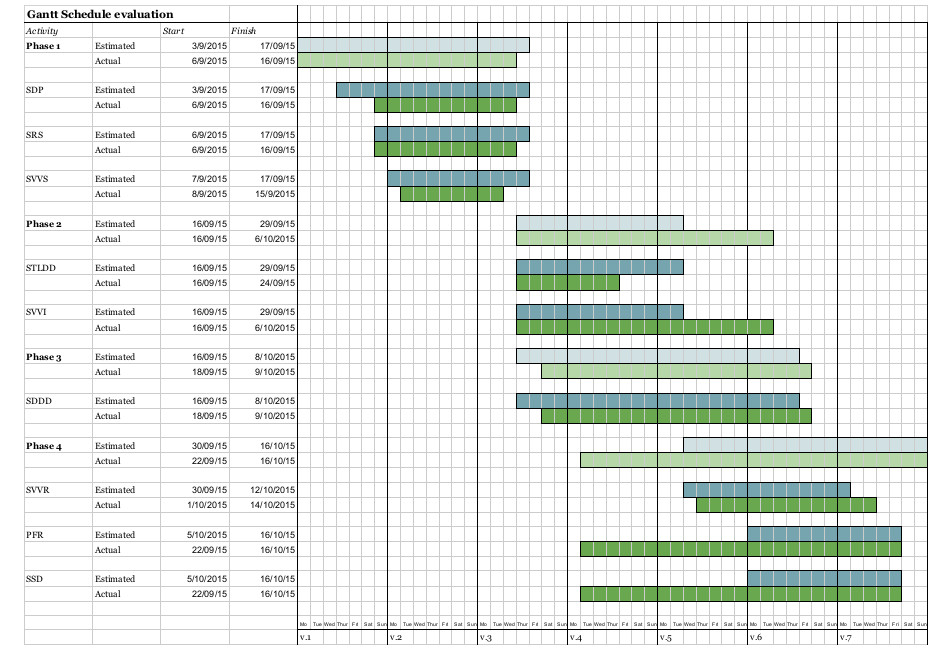 Gantt Schedule evaluation
Activity Start Finish
Phase 1 Estimated 3/9/2015 17/09/15
Actual 6/9/2015 16/09/15
SDP Estimated 3/9/2015 17/09/15
Actual 6/9/2015 16/09/15
SRS Estimated 6/9/2015 17/09/15
Actual 6/9/2015 16/09/15
SVVS Estimated 7/9/2015 17/09/15
Actual 8/9/2015 15/9/2015
Phase 2 Estimated 16/09/15 29/09/15
Actual 16/09/15 6/10/2015
STLDD Estimated 16/09/15 29/09/15
Actual 16/09/15 24/09/15
SVVI Estimated 16/09/15 29/09/15
Actual 16/09/15 6/10/2015
Phase 3 Estimated 16/09/15 8/10/2015
Actual 18/09/15 9/10/2015
SDDD Estimated 16/09/15 8/10/2015
Actual 18/09/15 9/10/2015
Phase 4 Estimated 30/09/15 16/10/15
Actual 22/09/15 16/10/15
SVVR Estimated 30/09/15 12/10/2015
Actual 1/10/2015 14/10/2015
PFR Estimated 5/10/2015 16/10/15
Actual 22/09/15 16/10/15
SSD Estimated 5/10/2015 16/10/15
Actual 22/09/15 16/10/15
Mo Tue Wed Thur Fri Sat Sun Mo Tue Wed Thur Fri Sat Sun Mo Tue Wed Thur Fri Sat Sun Mo Tue Wed Thur Fri Sat Sun Mo Tue Wed Thur Fri Sat Sun Mo Tue Wed Thur Fri Sat Sun Mo Tue Wed Thur Fri Sat Sun
v.1 v.2 v.3 v.4 v.5 v.6 v.7